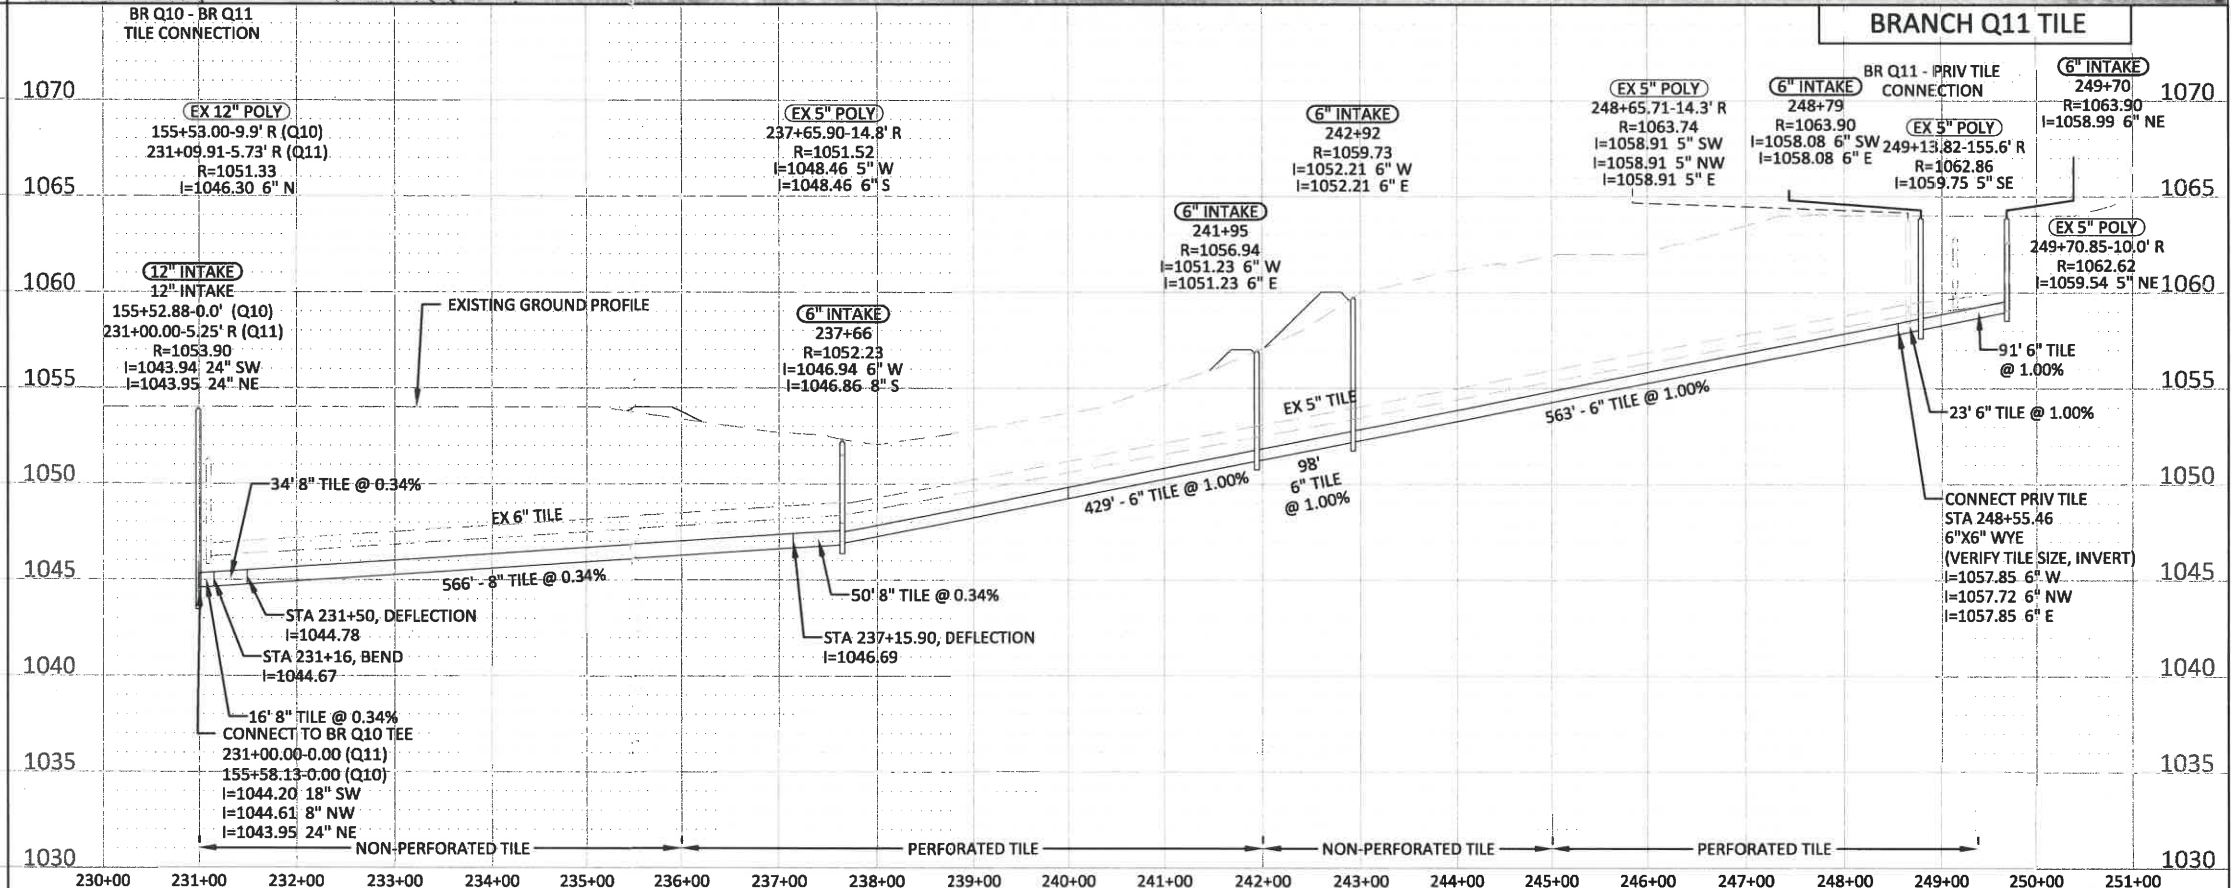 BR Q10 - BR Q11
TILE CONNECTION
BRANCH Q11 TILE
EX 12" POLY
155+53.00-9.9' R (Q10)
231+09.91-5.73' R (Q11)
R=1051.33
I=1046.30 6" N
12" INTAKE
12" INTAKE
155+52.88-0.0' (Q10)
231+00.00-5.25' R (Q11)
R=1053.90
I=1043.94 24" SW
I=1043.95 24" NE
EXISTING GROUND PROFILE
EX 5" POLY
237+65.90-14.8' R
R=1051.52
I=1048.46 5" W
I=1048.46 6" S
6" INTAKE
237+66
R=1052.23
I=1046.94 6" W
I=1046.86 8" S
6" INTAKE
241+95
R=1056.94
I=1051.23 6" W
I=1051.23 6" E
6" INTAKE
242+92
R=1059.73
I=1052.21 6" W
I=1052.21 6" E
EX 5" POLY
248+65.71-14.3' R
R=1063.74
I=1058.91 5" SW
I=1058.91 5" NW
I=1058.91 5" E
6" INTAKE
248+79
R=1063.90
I=1058.08 6" SW
I=1058.08 6" E
BR Q11 - PRIV TILE
CONNECTION
EX 5" POLY
249+13.82-155.6' R
R=1062.86
I=1059.75 5" SE
6" INTAKE
249+70
R=1063.90
I=1058.99 6" NE
EX 5" POLY
249+70.85-10.0' R
R=1062.62
I=1059.54 5" NE
34' 8" TILE @ 0.34%
EX 6" TILE
566' - 8" TILE @ 0.34%
STA 231+50, DEFLECTION
I=1044.78
STA 231+16, BEND
I=1044.67
16' 8" TILE @ 0.34%
CONNECT TO BR Q10 TEE
231+00.00-0.00 (Q11)
155+58.13-0.00 (Q10)
I=1044.20 18" SW
I=1044.61 8" NW
I=1043.95 24" NE
50' 8" TILE @ 0.34%
STA 237+15.90, DEFLECTION
I=1046.69
429' - 6" TILE @ 1.00%
EX 5" TILE
98'
6" TILE
@ 1.00%
563' - 6" TILE @ 1.00%
91' 6" TILE
@ 1.00%
23' 6" TILE @ 1.00%
CONNECT PRIV TILE
STA 248+55.46
6"X6" WYE
(VERIFY TILE SIZE, INVERT)
I=1057.85 6" W
I=1057.72 6" NW
I=1057.85 6" E
NON-PERFORATED TILE
PERFORATED TILE
NON-PERFORATED TILE
PERFORATED TILE
1070
1065
1060
1055
1050
1045
1040
1035
1030
1070
1065
1060
1055
1050
1045
1040
1035
1030
230+00 231+00 232+00 233+00 234+00 235+00 236+00 237+00 238+00 239+00 240+00 241+00 242+00 243+00 244+00 245+00 246+00 247+00 248+00 249+00 250+00 251+00